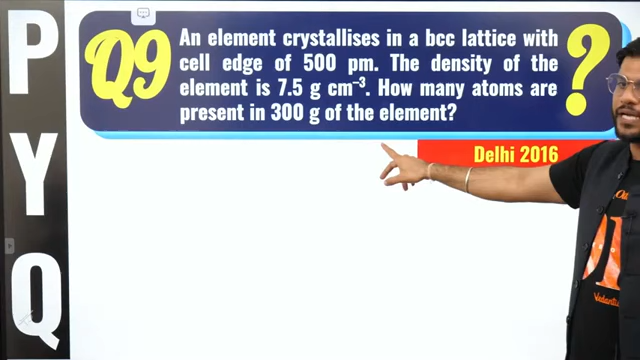 P
Y
Q
Q9
An element crystallises in a bcc lattice with
cell edge of 500 pm. The density of the
element is 7.5 g cm⁻³. How many atoms are
present in 300 g of the element?
?
Delhi 2016
Vedantu